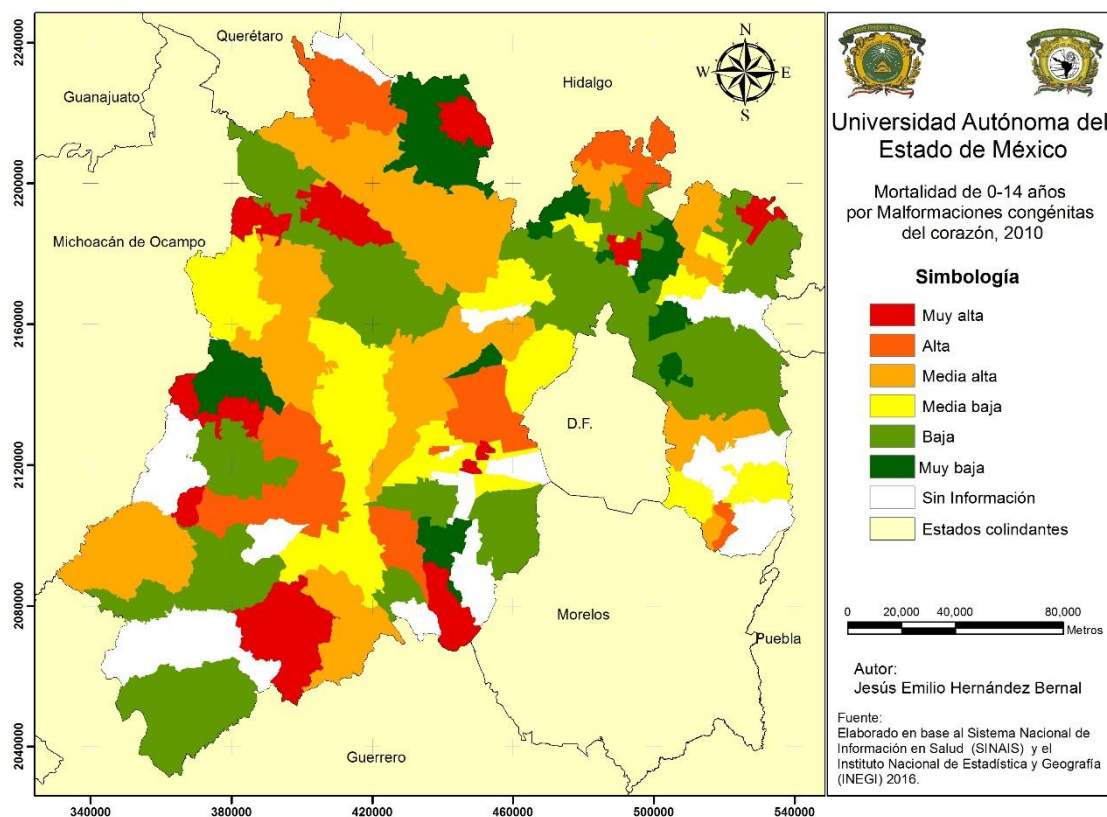 Querétaro
Guanajuato
Hidalgo
Michoacán de Ocampo
D.F.
Morelos
Puebla
Guerrero
N
W
E
S
2240000
2200000
2160000
2120000
2080000
2040000
340000
380000
420000
460000
500000
540000
Universidad Autónoma del
Estado de México
Mortalidad de 0-14 años
por Malformaciones congénitas
del corazón, 2010
Simbología
Muy alta
Alta
Media alta
Media baja
Baja
Muy baja
Sin Información
Estados colindantes
0
20,000
40,000
80,000
Metros
Autor:
Jesús Emilio Hernández Bernal
Fuente:
Elaborado en base al Sistema Nacional de
Información en Salud (SINAIS) y el
Instituto Nacional de Estadística y Geografía
(INEGI) 2016.